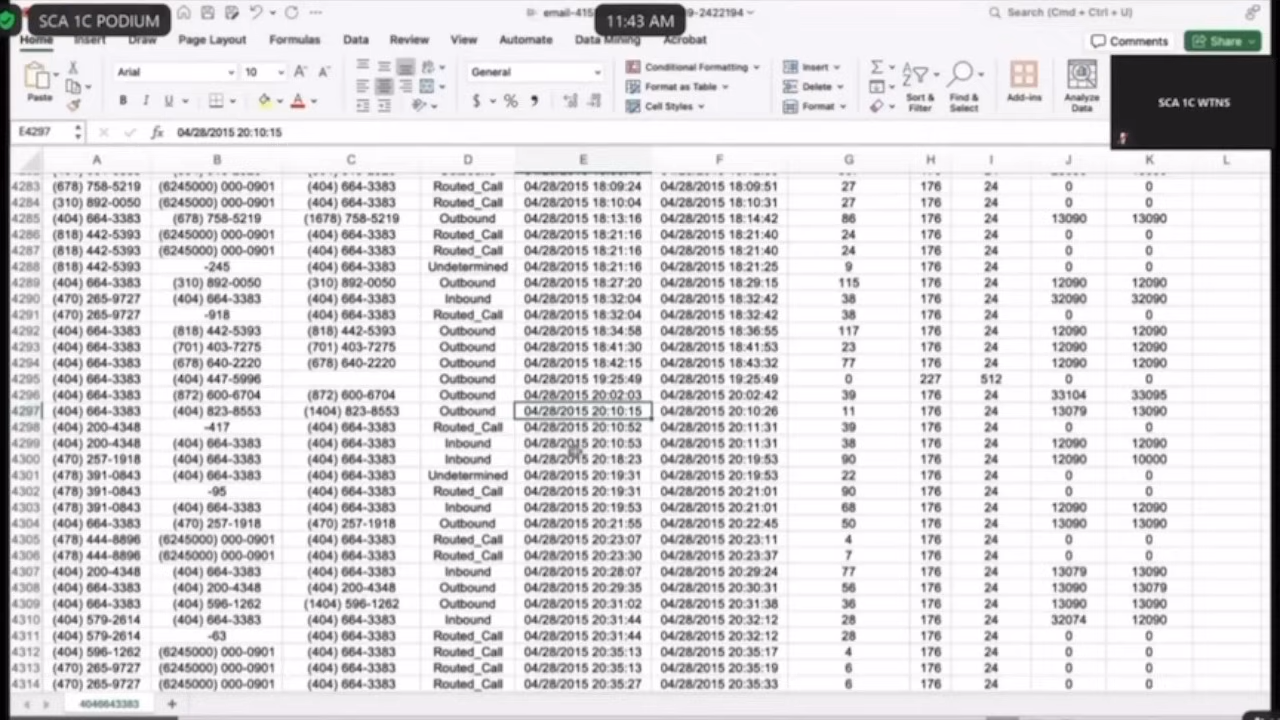 SCA 1C PODIUM
11:43 AM
Search (Cmd + Ctrl + U)
Home Insert Draw Page Layout Formulas Data Review View Automate Data Mining Acrobat
Comments Share
Paste
Arial 10
General
Conditional Formatting
Format as Table
Cell Styles
Insert
Delete
Format
Sort & Filter
Find & Select
Add-ins
Analyze Data
SCA 1C WTNS
E4297 fx 04/28/2015 20:10:15
A B C D E F G H I J K L
4283 (678) 758-5219 (6245000) 000-0901 (404) 664-3383 Routed_Call 04/28/2015 18:09:24 04/28/2015 18:09:51 27 176 24 0 0
4284 (310) 892-0050 (6245000) 000-0901 (404) 664-3383 Routed_Call 04/28/2015 18:10:04 04/28/2015 18:10:31 27 176 24 0 0
4285 (404) 664-3383 (678) 758-5219 (1678) 758-5219 Outbound 04/28/2015 18:13:16 04/28/2015 18:14:42 86 176 24 13090 13090
4286 (818) 442-5393 (6245000) 000-0901 (404) 664-3383 Routed_Call 04/28/2015 18:21:16 04/28/2015 18:21:40 24 176 24 0 0
4287 (818) 442-5393 (6245000) 000-0901 (404) 664-3383 Routed_Call 04/28/2015 18:21:16 04/28/2015 18:21:40 24 176 24 0 0
4288 (818) 442-5393 -245 (404) 664-3383 Undetermined 04/28/2015 18:21:16 04/28/2015 18:21:25 9 176 24 0 0
4289 (404) 664-3383 (310) 892-0050 (310) 892-0050 Outbound 04/28/2015 18:27:20 04/28/2015 18:29:15 115 176 24 12090 12090
4290 (470) 265-9727 (404) 664-3383 (404) 664-3383 Inbound 04/28/2015 18:32:04 04/28/2015 18:32:42 38 176 24 32090 32090
4291 (470) 265-9727 -918 (404) 664-3383 Routed_Call 04/28/2015 18:32:04 04/28/2015 18:32:42 38 176 24 0 0
4292 (404) 664-3383 (818) 442-5393 (818) 442-5393 Outbound 04/28/2015 18:34:58 04/28/2015 18:36:55 117 176 24 12090 12090
4293 (404) 664-3383 (701) 403-7275 (701) 403-7275 Outbound 04/28/2015 18:41:30 04/28/2015 18:41:53 23 176 24 12090 12090
4294 (404) 664-3383 (678) 640-2220 (678) 640-2220 Outbound 04/28/2015 18:42:15 04/28/2015 18:43:32 77 176 24 12090 12090
4295 (404) 664-3383 (404) 447-5996 Outbound 04/28/2015 19:25:49 04/28/2015 19:25:49 0 227 512 0 0
4296 (404) 664-3383 (872) 600-6704 (872) 600-6704 Outbound 04/28/2015 20:02:03 04/28/2015 20:02:42 39 176 24 33104 33095
4297 (404) 664-3383 (404) 823-8553 (1404) 823-8553 Outbound 04/28/2015 20:10:15 04/28/2015 20:10:26 11 176 24 13079 13090
4298 (404) 200-4348 -417 (404) 664-3383 Routed_Call 04/28/2015 20:10:52 04/28/2015 20:11:31 39 176 24 0 0
4299 (404) 200-4348 (404) 664-3383 (404) 664-3383 Inbound 04/28/2015 20:10:53 04/28/2015 20:11:31 38 176 24 12090 12090
4300 (470) 257-1918 (404) 664-3383 (404) 664-3383 Inbound 04/28/2015 20:18:23 04/28/2015 20:19:53 90 176 24 12090 10000
4301 (478) 391-0843 (404) 664-3383 (404) 664-3383 Undetermined 04/28/2015 20:19:31 04/28/2015 20:19:53 22 176 24 0 0
4302 (478) 391-0843 -95 (404) 664-3383 Routed_Call 04/28/2015 20:19:31 04/28/2015 20:21:01 90 176 24 0 0
4303 (478) 391-0843 (404) 664-3383 (404) 664-3383 Inbound 04/28/2015 20:19:53 04/28/2015 20:21:01 68 176 24 12090 12090
4304 (404) 664-3383 (470) 257-1918 (470) 257-1918 Outbound 04/28/2015 20:21:55 04/28/2015 20:22:45 50 176 24 13090 13090
4305 (478) 444-8896 (6245000) 000-0901 (404) 664-3383 Routed_Call 04/28/2015 20:23:07 04/28/2015 20:23:11 4 176 24 0 0
4306 (478) 444-8896 (6245000) 000-0901 (404) 664-3383 Routed_Call 04/28/2015 20:23:30 04/28/2015 20:23:37 7 176 24 0 0
4307 (404) 200-4348 (404) 664-3383 (404) 664-3383 Inbound 04/28/2015 20:28:07 04/28/2015 20:29:24 77 176 24 13079 13090
4308 (404) 664-3383 (404) 200-4348 (404) 200-4348 Outbound 04/28/2015 20:29:35 04/28/2015 20:30:31 56 176 24 13090 13079
4309 (404) 664-3383 (404) 596-1262 (1404) 596-1262 Outbound 04/28/2015 20:31:02 04/28/2015 20:31:38 36 176 24 13090 13090
4310 (404) 579-2614 (404) 664-3383 (404) 664-3383 Inbound 04/28/2015 20:31:44 04/28/2015 20:32:12 28 176 24 32074 12090
4311 (404) 579-2614 -63 (404) 664-3383 Routed_Call 04/28/2015 20:31:44 04/28/2015 20:32:12 28 176 24 0 0
4312 (404) 596-1262 (6245000) 000-0901 (404) 664-3383 Routed_Call 04/28/2015 20:35:13 04/28/2015 20:35:17 4 176 24 0 0
4313 (470) 265-9727 (6245000) 000-0901 (404) 664-3383 Routed_Call 04/28/2015 20:35:13 04/28/2015 20:35:19 6 176 24 0 0
4314 (470) 265-9727 (6245000) 000-0901 (404) 664-3383 Routed_Call 04/28/2015 20:35:27 04/28/2015 20:35:33 6 176 24 0 0
4046643383